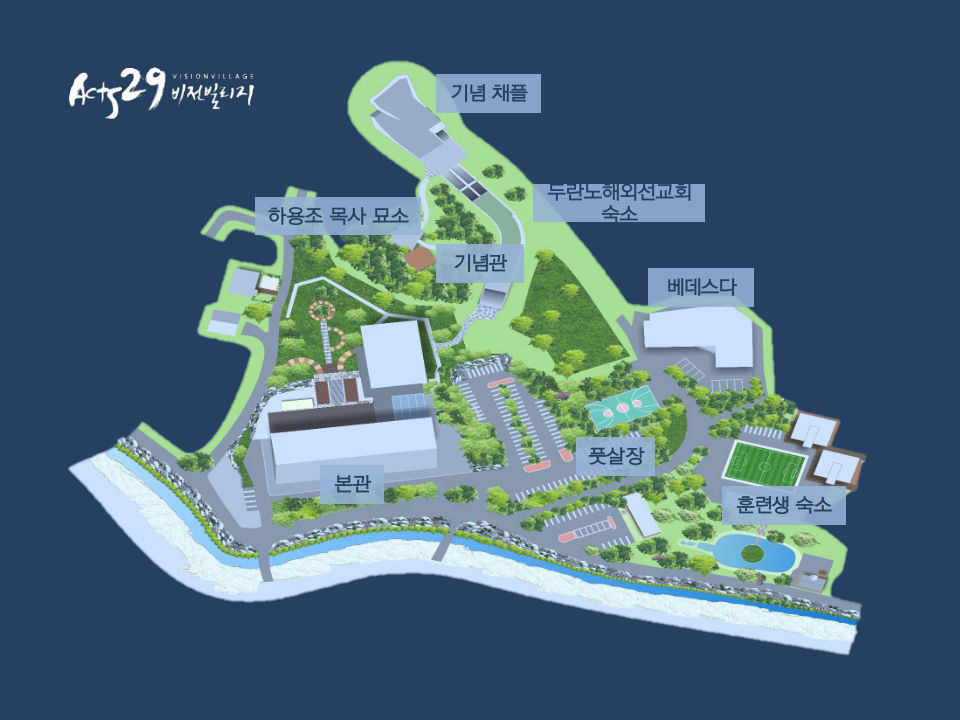 Acts29
VISIONVILLAGE
비전빌리지
기념 채플
두란노해외선교회
숙소
하용조 목사 묘소
기념관
베데스다
풋살장
본관
훈련생 숙소